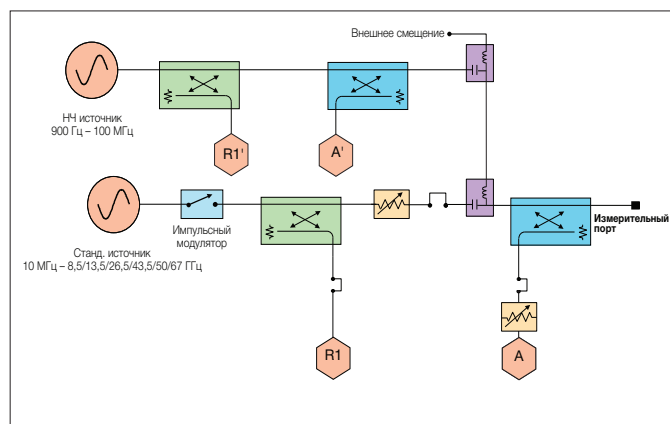 Внешнее смещение
НЧ источник
900 Гц – 100 МГц
R1'
A'
Импульсный
модулятор
Измерительный
порт
Станд. источник
10 МГц – 8,5/13,5/26,5/43,5/50/67 ГГц
R1
A